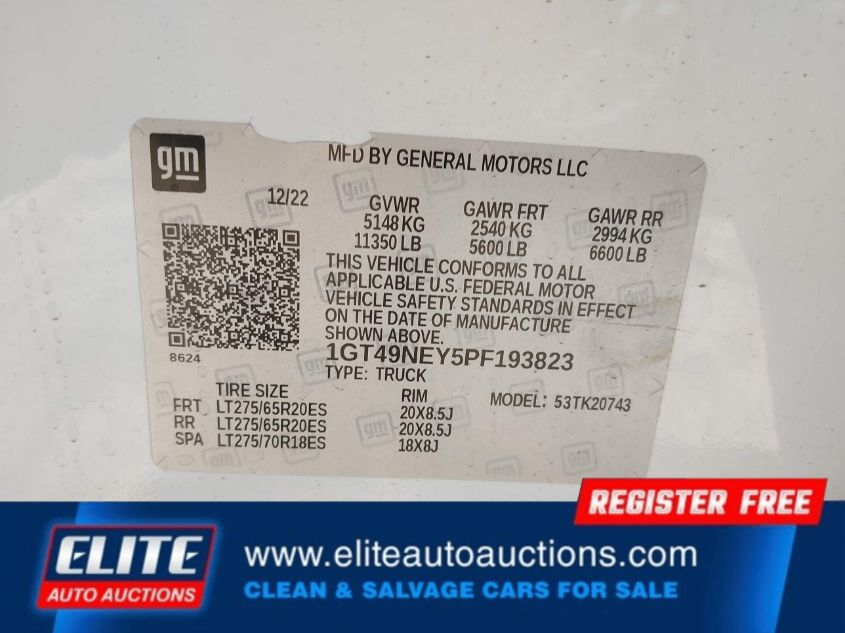 gm
MFD BY GENERAL MOTORS LLC
12/22
GVWR GAWR FRT GAWR RR
5148 KG 2540 KG 2994 KG
11350 LB 5600 LB 6600 LB
THIS VEHICLE CONFORMS TO ALL
APPLICABLE U.S. FEDERAL MOTOR
VEHICLE SAFETY STANDARDS IN EFFECT
ON THE DATE OF MANUFACTURE
SHOWN ABOVE.
8624
1GT49NEY5PF193823
TYPE: TRUCK
TIRE SIZE RIM MODEL: 53TK20743
FRT LT275/65R20ES 20X8.5J
RR LT275/65R20ES 20X8.5J
SPA LT275/70R18ES 18X8J
REGISTER FREE
ELITE
AUTO AUCTIONS
www.eliteautoauctions.com
CLEAN & SALVAGE CARS FOR SALE